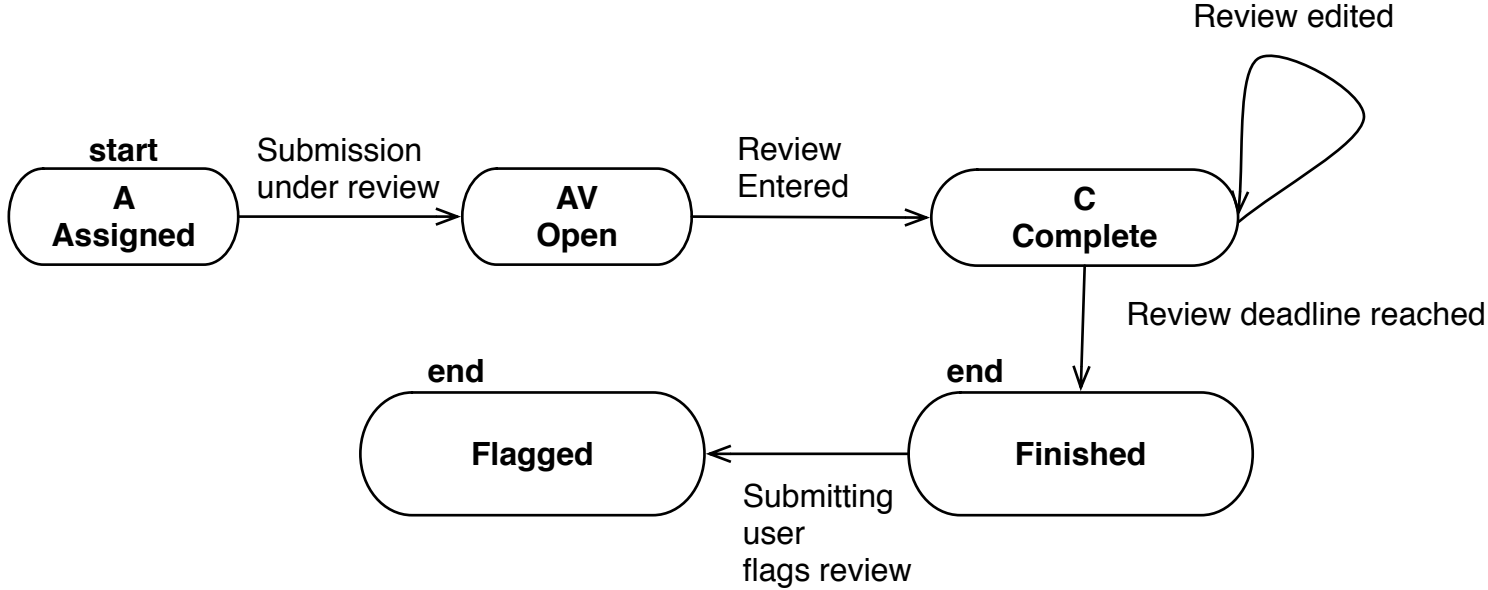 Review edited
start
Submission
under review
Review
Entered
A
Assigned
AV
Open
C
Complete
Review deadline reached
end
end
Flagged
Finished
Submitting
user
flags review